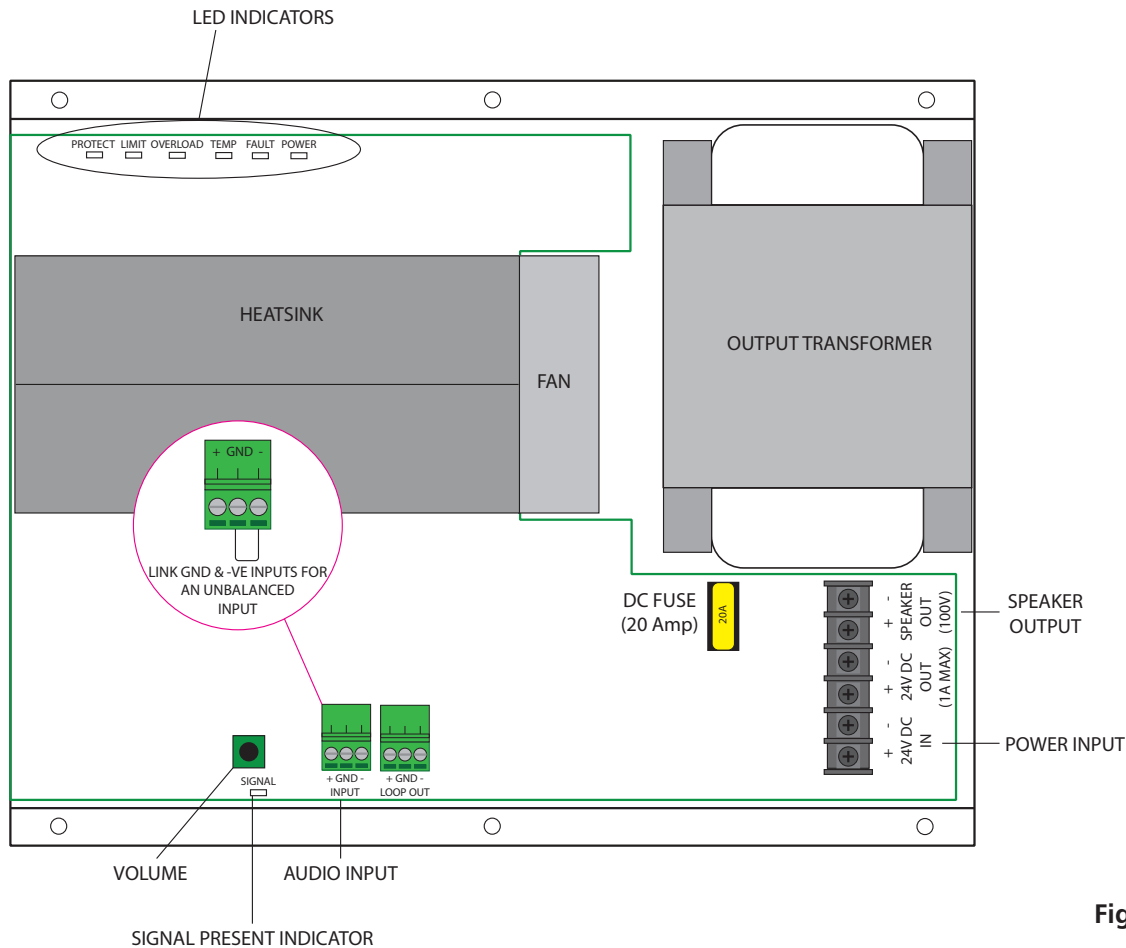 LED INDICATORS
PROTECT LIMIT OVERLOAD TEMP FAULT POWER
HEATSINK
FAN
OUTPUT TRANSFORMER
+ GND -
LINK GND & -VE INPUTS FOR
AN UNBALANCED
INPUT
DC FUSE
(20 Amp)
20A
- +
SPEAKER
OUT
(100V)
- +
24V DC
OUT
(1A MAX)
- +
24V DC
IN
SPEAKER
OUTPUT
POWER INPUT
SIGNAL
+ GND -
INPUT
+ GND -
LOOP OUT
VOLUME
AUDIO INPUT
SIGNAL PRESENT INDICATOR
Fig